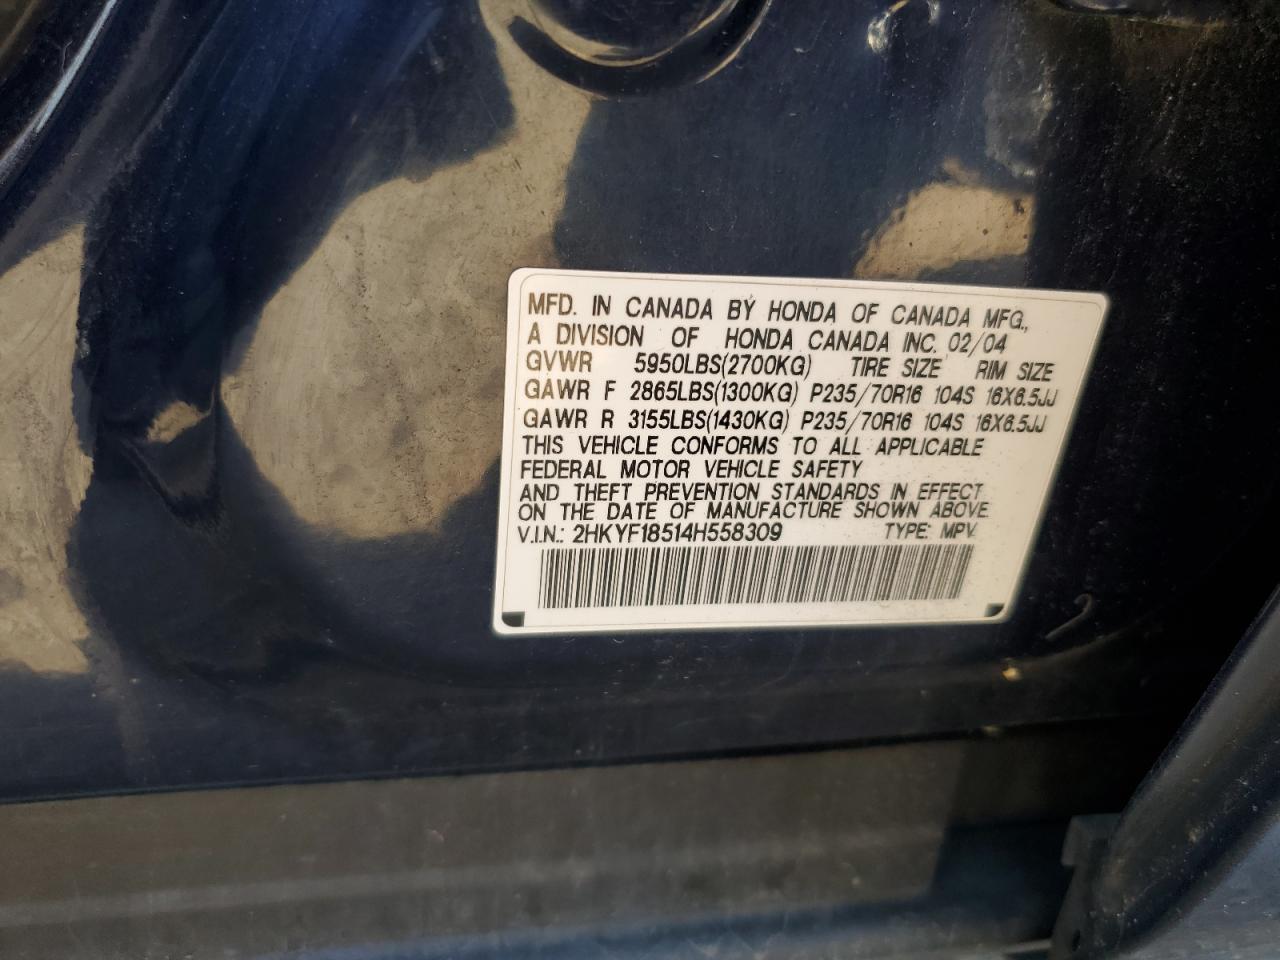 MFD. IN CANADA BY HONDA OF CANADA MFG.,
A DIVISION OF HONDA CANADA INC. 02/04
GVWR 5950LBS(2700KG) TIRE SIZE RIM SIZE
GAWR F 2865LBS(1300KG) P235/70R16 104S 16X6.5JJ
GAWR R 3155LBS(1430KG) P235/70R16 104S 16X6.5JJ
THIS VEHICLE CONFORMS TO ALL APPLICABLE
FEDERAL MOTOR VEHICLE SAFETY
AND THEFT PREVENTION STANDARDS IN EFFECT
ON THE DATE OF MANUFACTURE SHOWN ABOVE
V.I.N.: 2HKYF18514H558309 TYPE: MPV